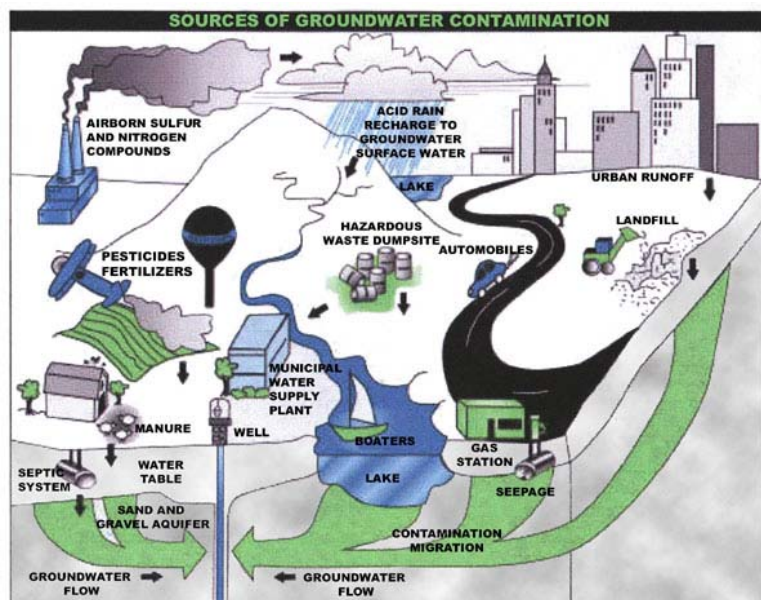 SOURCES OF GROUNDWATER CONTAMINATION
AIRBORN SULFUR
AND NITROGEN
COMPOUNDS
ACID RAIN
RECHARGE TO
GROUNDWATER
SURFACE WATER
LAKE
URBAN RUNOFF
LANDFILL
HAZARDOUS
WASTE DUMPSITE
AUTOMOBILES
PESTICIDES
FERTILIZERS
MUNICIPAL
WATER
SUPPLY
PLANT
MANURE
WELL
BOATERS
GAS
STATION
SEPTIC
SYSTEM
WATER
TABLE
LAKE
SEEPAGE
SAND AND
GRAVEL AQUIFER
CONTAMINATION
MIGRATION
GROUNDWATER
FLOW
GROUNDWATER
FLOW